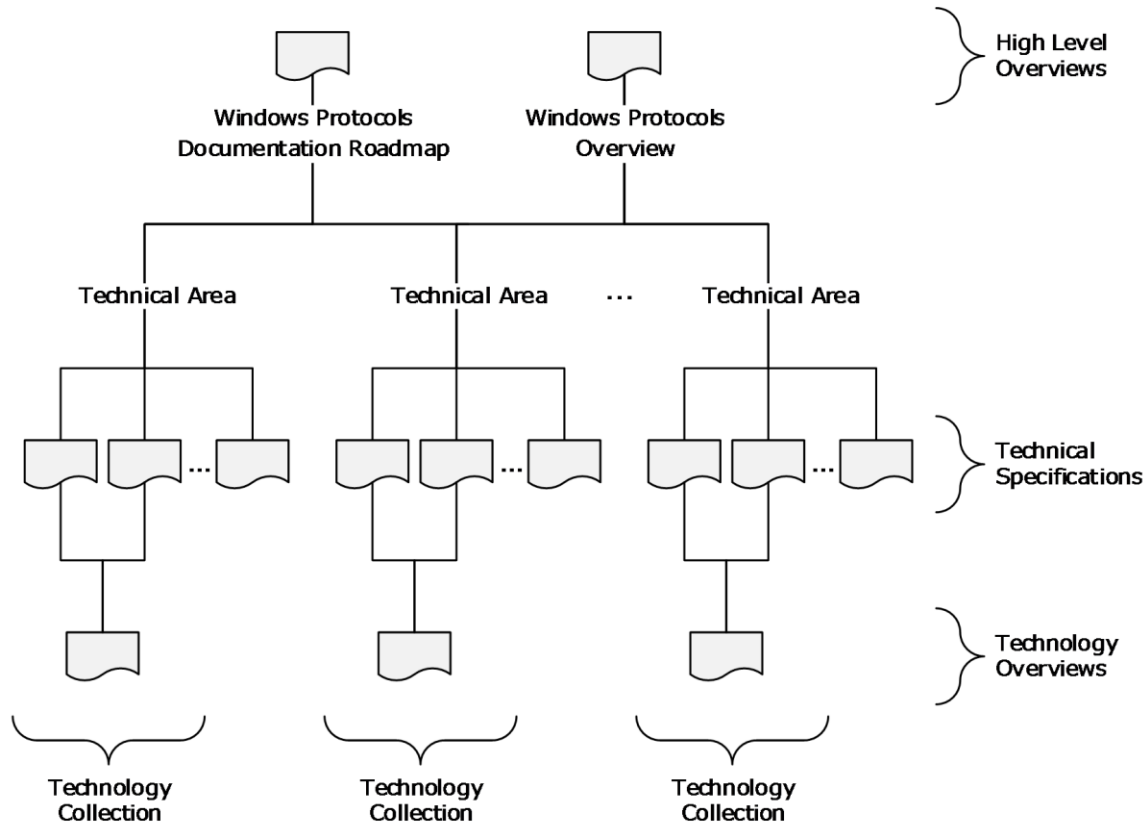 High Level
Overviews
Windows Protocols
Documentation Roadmap
Windows Protocols
Overview
Technical Area
Technical Area
...
Technical Area
...
...
...
Technical
Specifications
Technology
Overviews
Technology
Collection
Technology
Collection
Technology
Collection